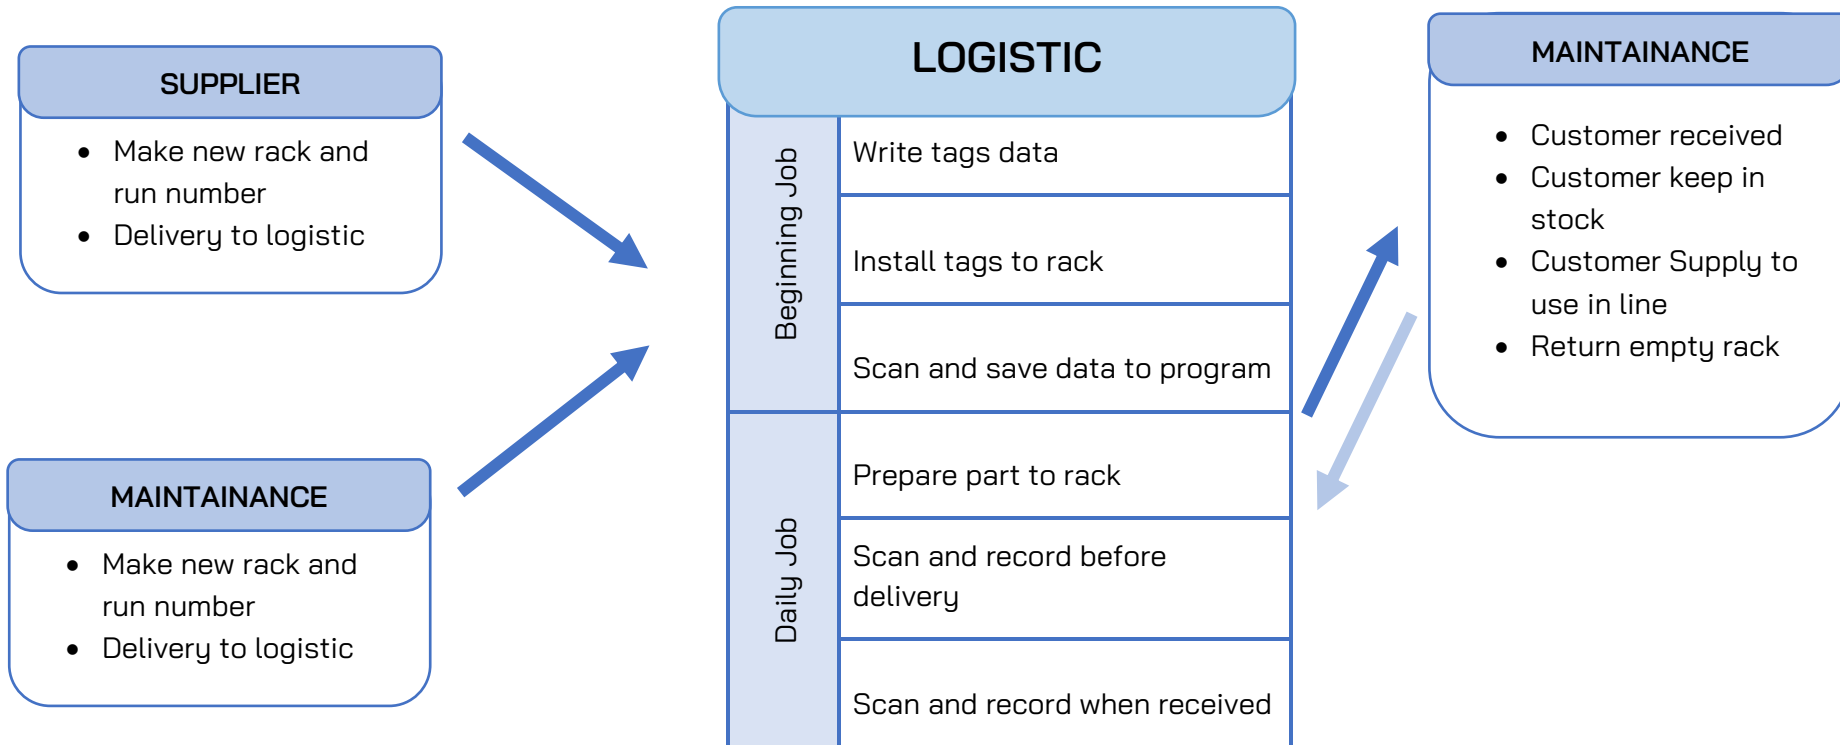 SUPPLIER
• Make new rack and
run number
• Delivery to logistic
MAINTAINANCE
• Make new rack and
run number
• Delivery to logistic
LOGISTIC
Beginning Job
Write tags data
Install tags to rack
Scan and save data to program
Daily Job
Prepare part to rack
Scan and record before
delivery
Scan and record when received
MAINTAINANCE
• Customer received
• Customer keep in
stock
• Customer Supply to
use in line
• Return empty rack